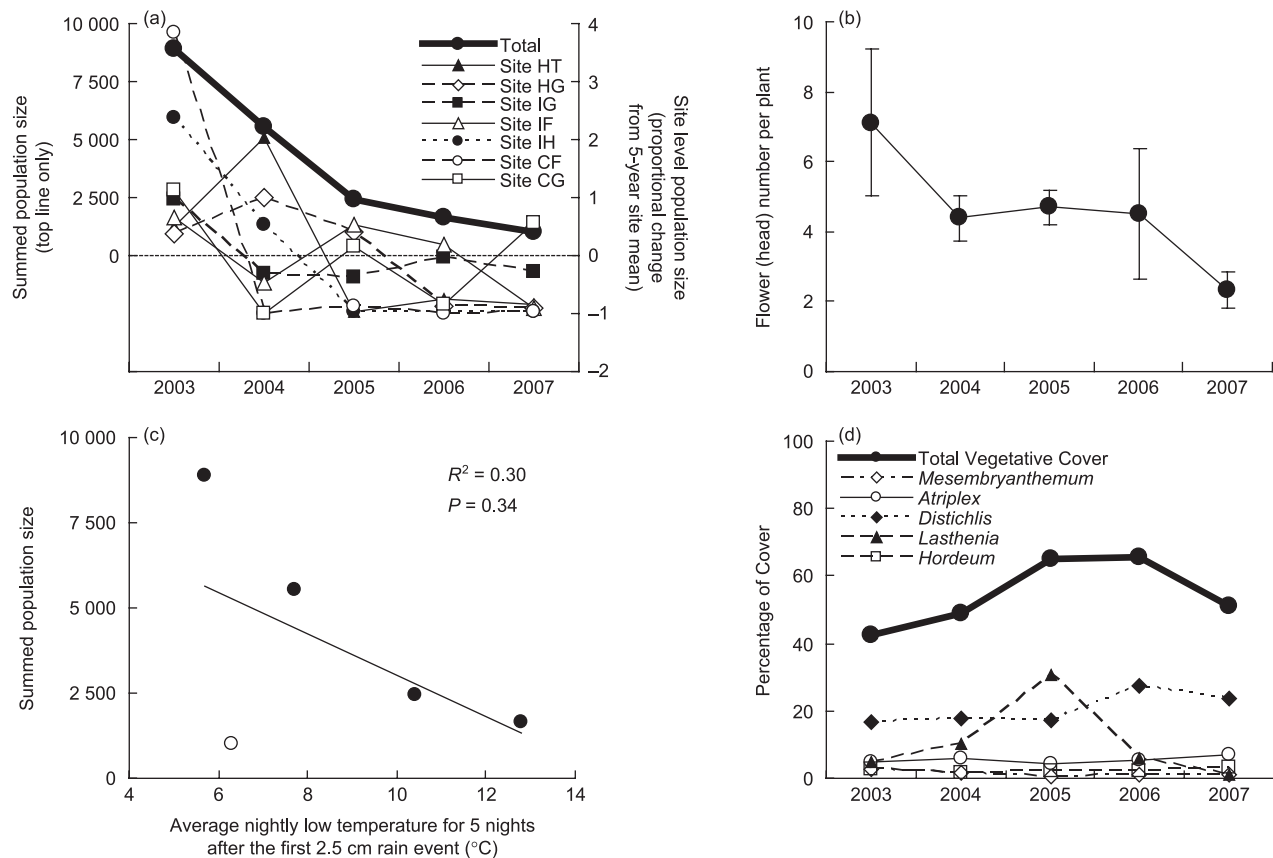 (a)
10 000
7 500
5 000
2 500
0
Summed population size
(top line only)
4
3
2
1
0
–1
–2
Site level population size
(proportional change
from 5-year site mean)
Total
Site HT
Site HG
Site IG
Site IF
Site IH
Site CF
Site CG
2003 2004 2005 2006 2007
(b)
10
8
6
4
2
0
Flower (head) number per plant
2003 2004 2005 2006 2007
(c)
10 000
7 500
5 000
2 500
0
Summed population size
R² = 0.30
P = 0.34
4 6 8 10 12 14
Average nightly low temperature for 5 nights
after the first 2.5 cm rain event (°C)
(d)
100
80
60
40
20
0
Percentage of Cover
Total Vegetative Cover
Mesembryanthemum
Atriplex
Distichlis
Lasthenia
Hordeum
2003 2004 2005 2006 2007